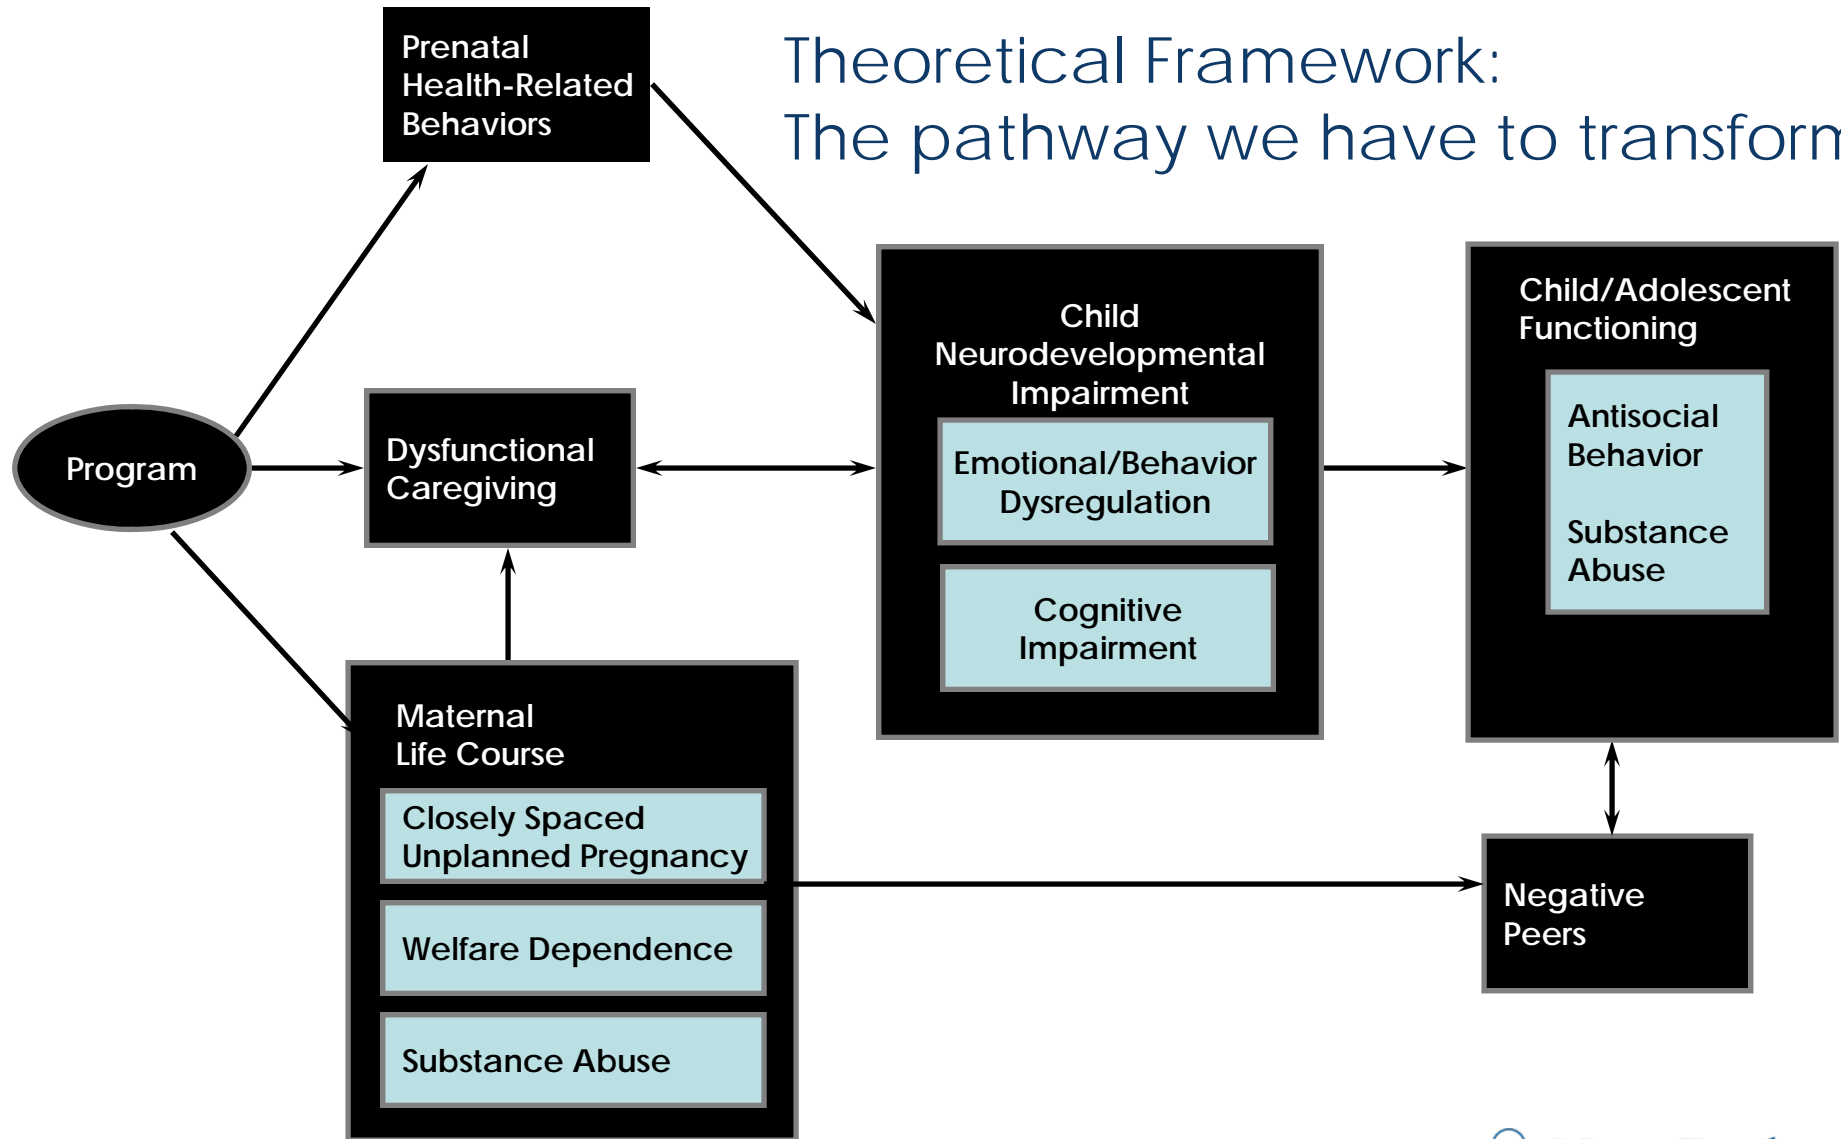 Theoretical Framework:
The pathway we have to transform
Prenatal
Health-Related
Behaviors
Program
Dysfunctional
Caregiving
Maternal
Life Course
Closely Spaced
Unplanned Pregnancy
Welfare Dependence
Substance Abuse
Child
Neurodevelopmental
Impairment
Emotional/Behavior
Dysregulation
Cognitive
Impairment
Child/Adolescent
Functioning
Antisocial
Behavior
Substance
Abuse
Negative
Peers